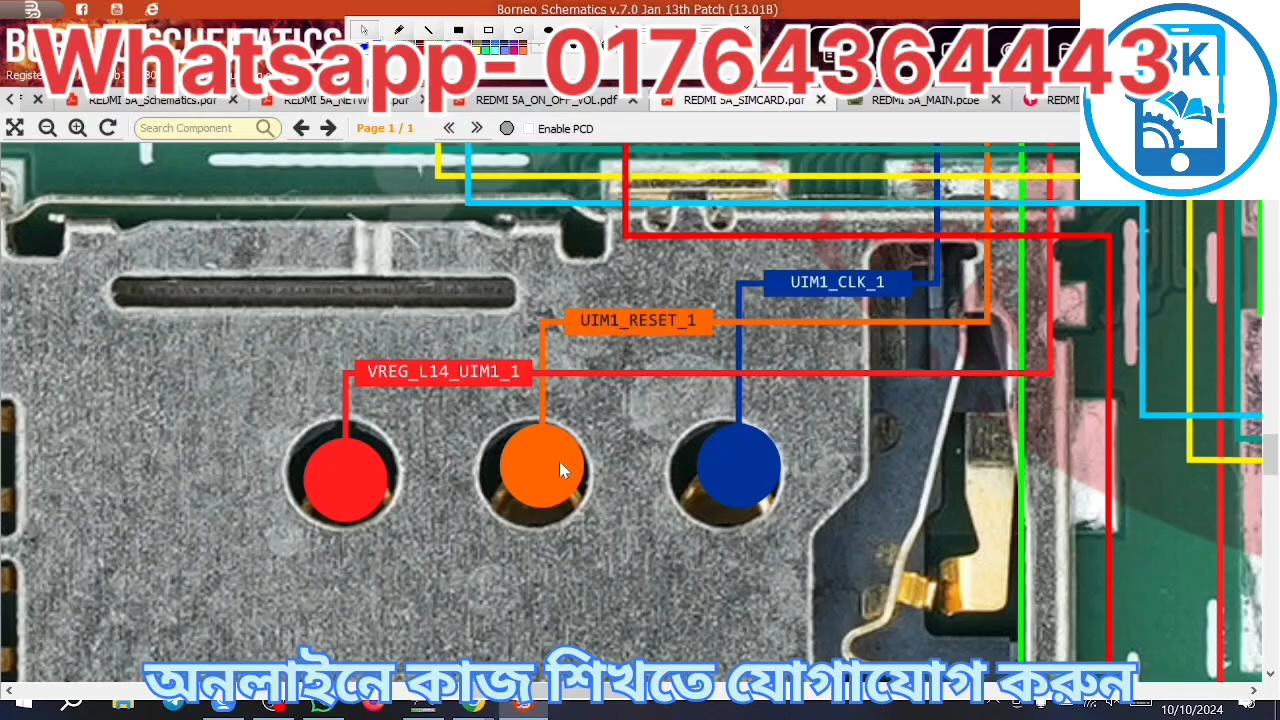 Borneo Schematics v.7.0 Jan 13th Patch (13.01B)
Whatsapp- 01764364443
BK
REDMI 5A_Schematics.pdf
REDMI 5A_ON_OFF_VOL.pdf
REDMI 5A_SIMCARD.pdf
REDMI 5A_MAIN.pcbe
REDMI
Search Component
Page 1 / 1
Enable PCD
UIM1_CLK_1
UIM1_RESET_1
VREG_L14_UIM1_1
অনলাইনে কাজ শিখতে যোগাযোগ করুন
10/10/2024